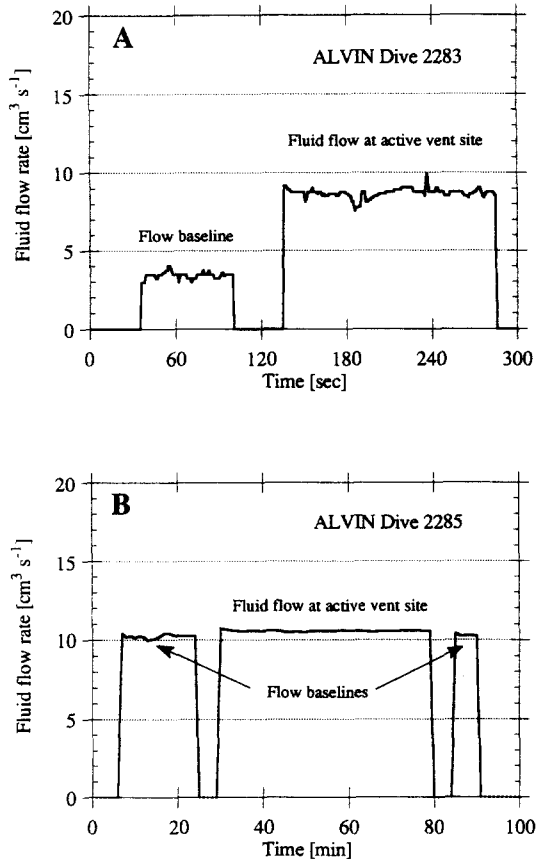 A
ALVIN Dive 2283
Fluid flow at active vent site
Flow baseline
Fluid flow rate [cm³ s⁻¹]
20
15
10
5
0
0 60 120 180 240 300
Time [sec]
B
ALVIN Dive 2285
Fluid flow at active vent site
Flow baselines
Fluid flow rate [cm³ s⁻¹]
20
15
10
5
0
0 20 40 60 80 100
Time [min]